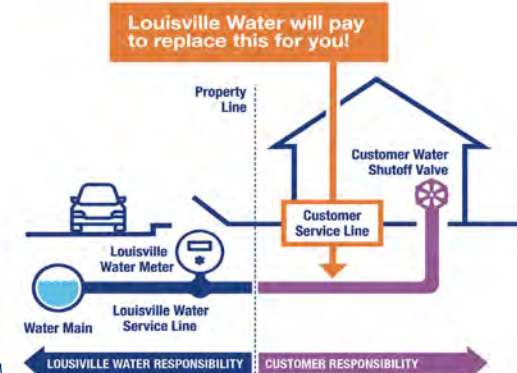 Louisville Water will pay
to replace this for you!
Property
Line
Customer Water
Shutoff Valve
Customer
Service Line
Louisville
Water Meter
Louisville Water
Service Line
Water Main
LOUSIVILLE WATER RESPONSIBILITY
CUSTOMER RESPONSIBILITY